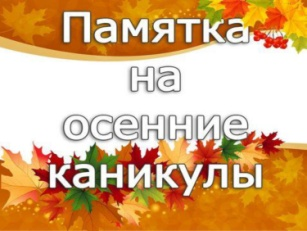 Памятка
на
осенние
каникулы